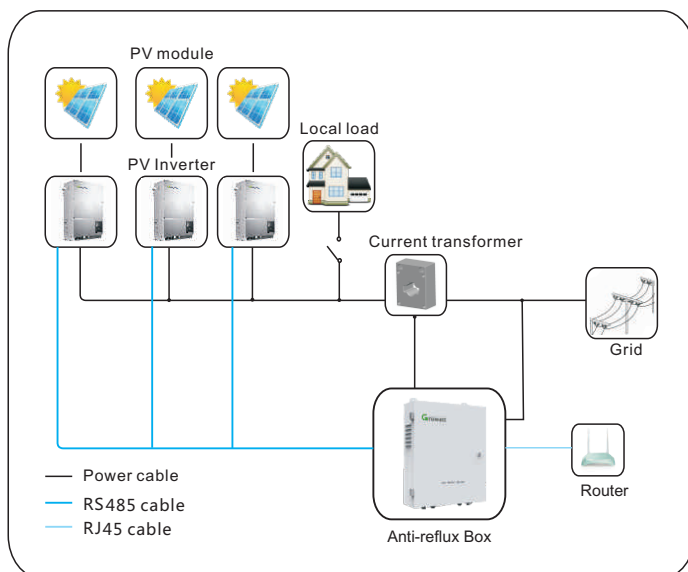 PV module
Local load
PV Inverter
Current transformer
Grid
Growatt
Router
Anti-reflux Box
Power cable
RS485 cable
RJ45 cable